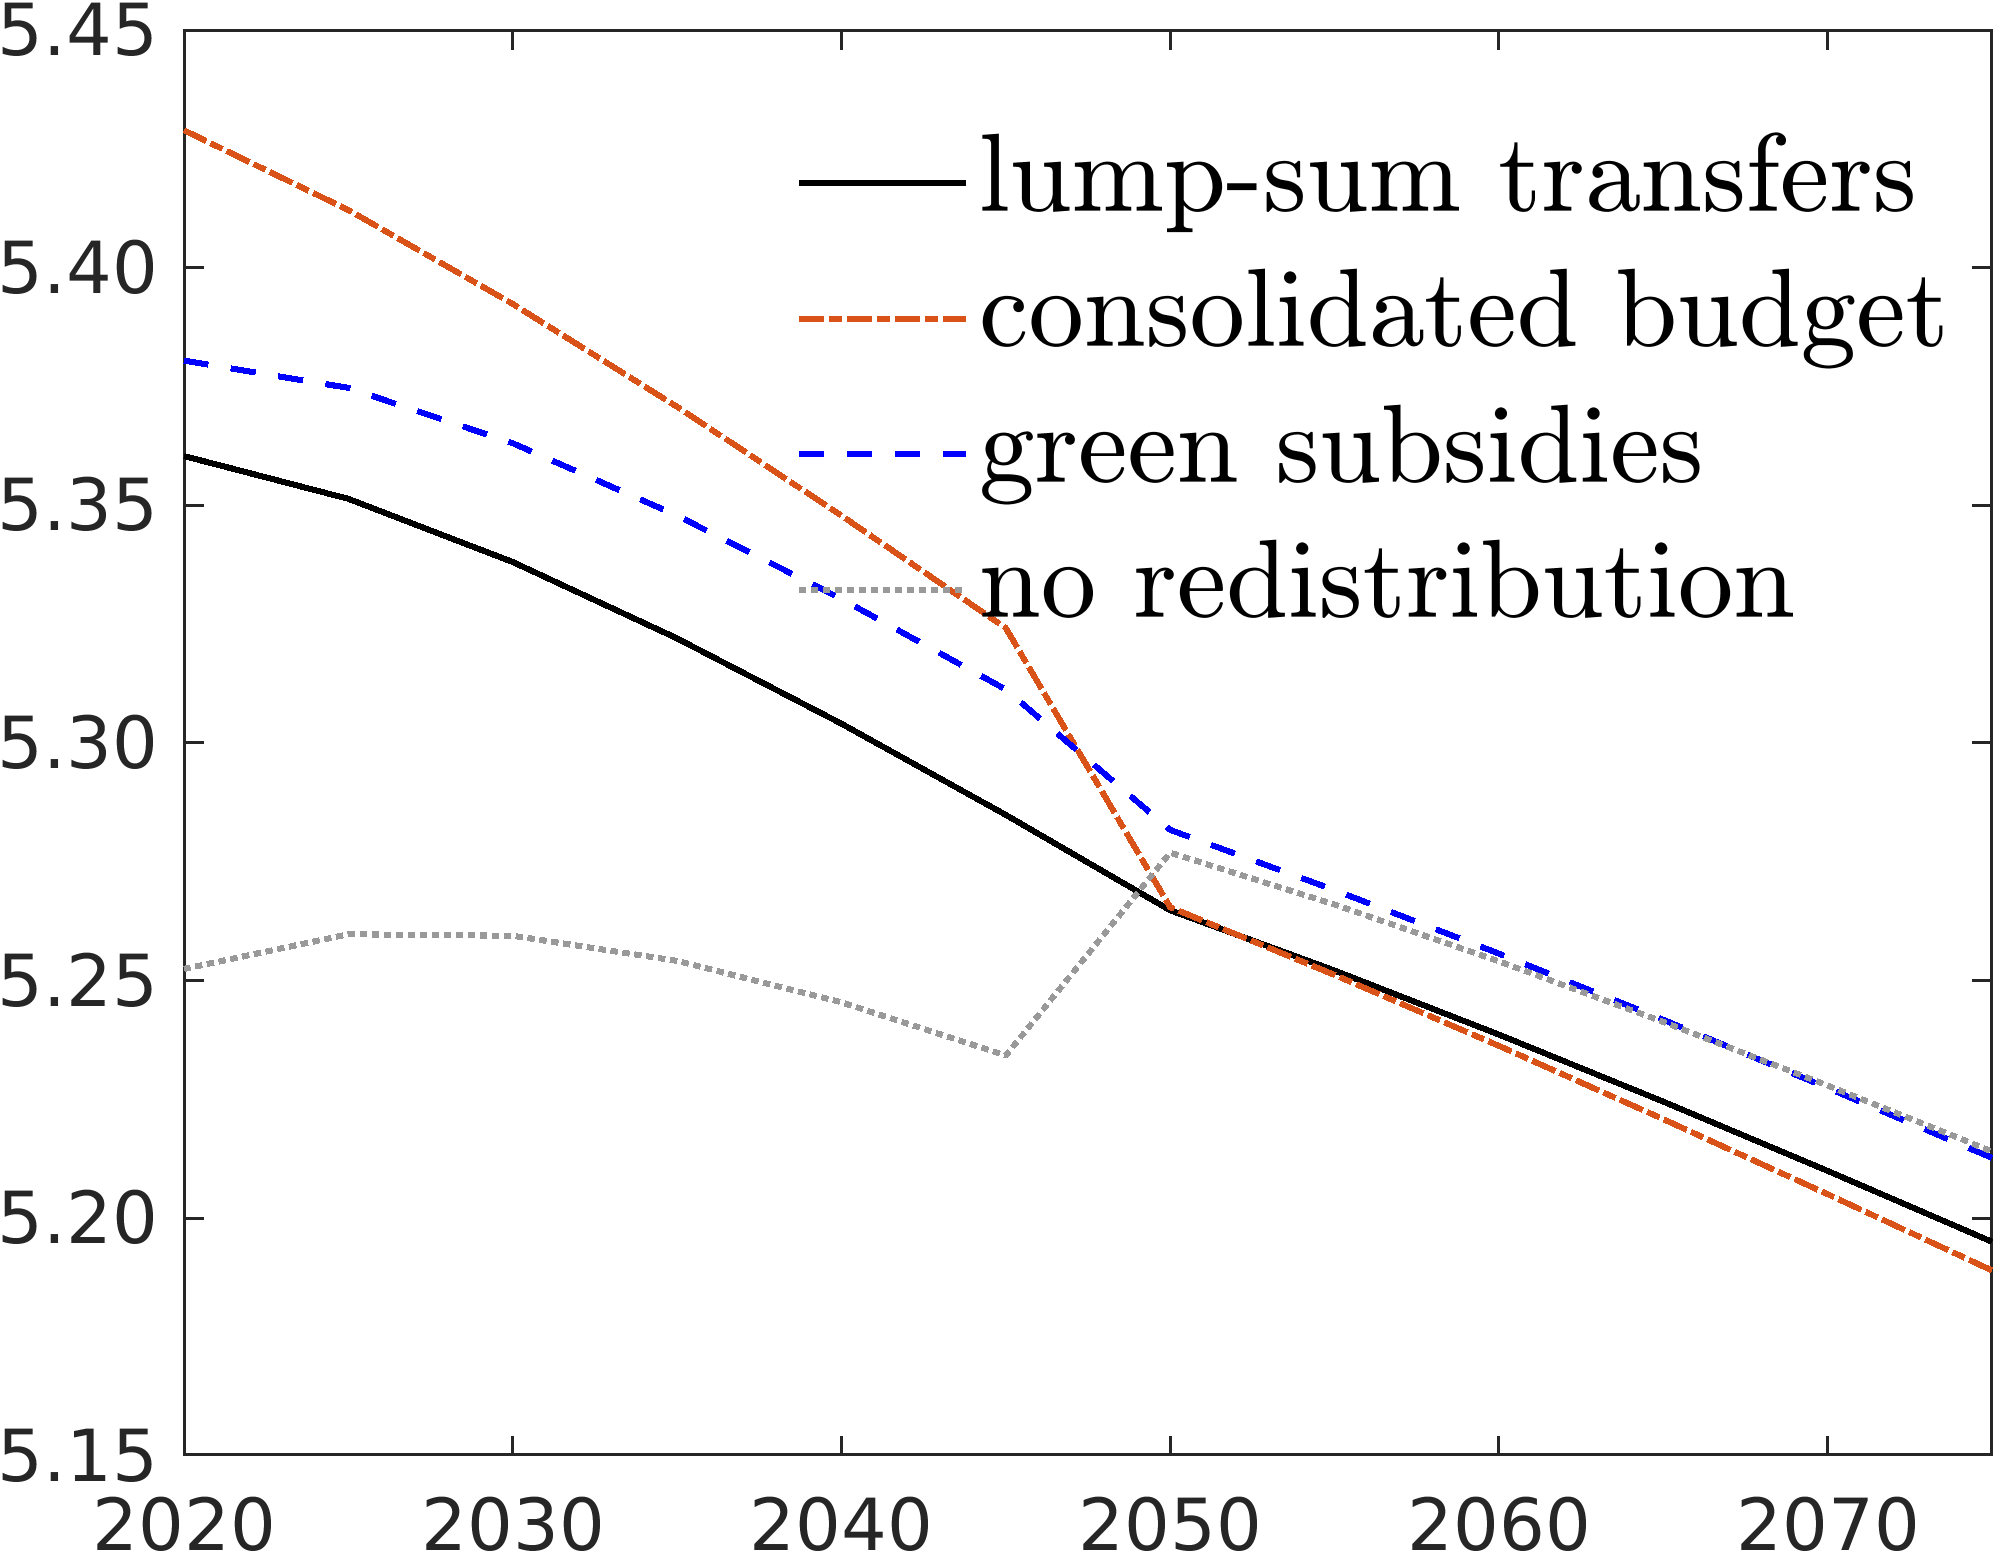 5.45
lump-sum transfers
5.40
consolidated budget
green subsidies
5.35
no redistribution
5.30
5.25
5.20
5.15
2020 2030 2040 2050 2060 2070